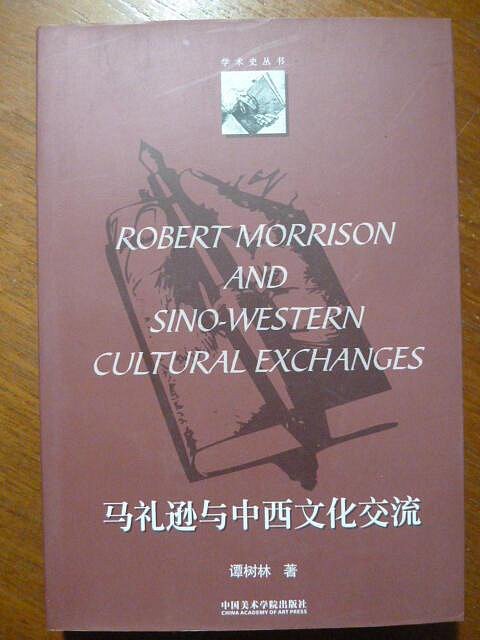 学术史丛书
ROBERT MORRISON
AND
SINO-WESTERN
CULTURAL EXCHANGES
马礼逊与中西文化交流
谭树林 著
中国美术学院出版社
CHINA ACADEMY OF ART PRESS